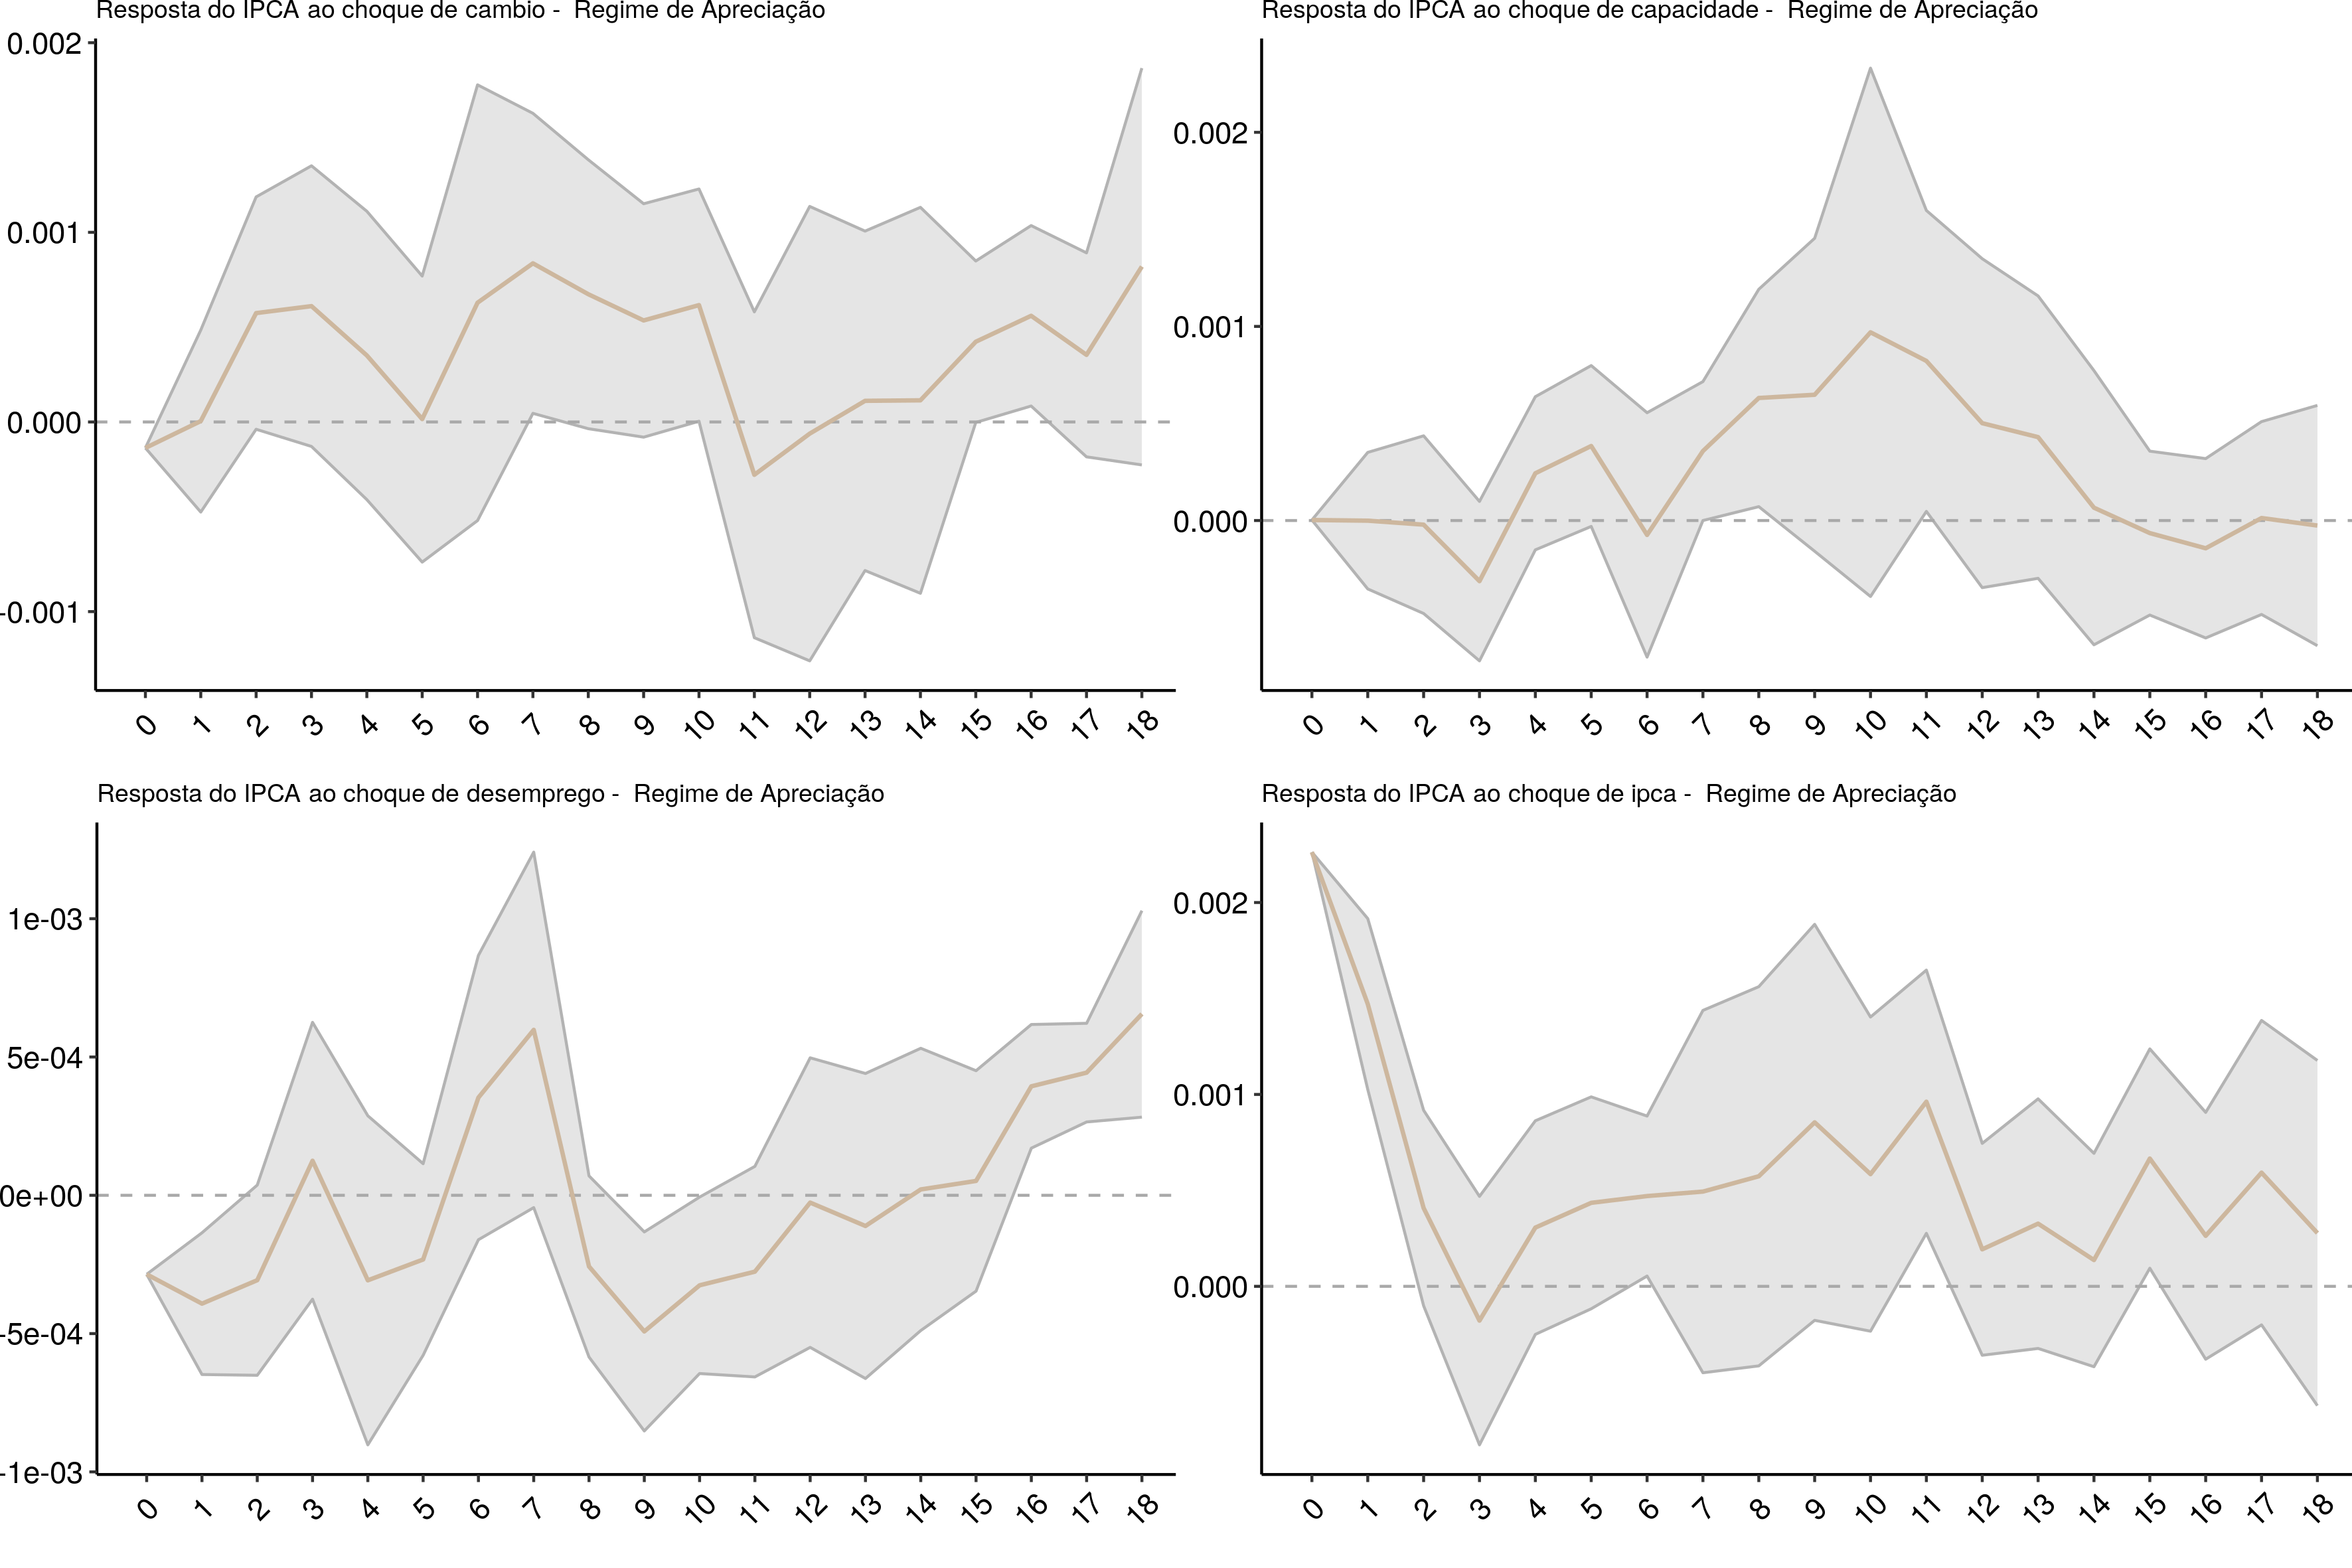 Resposta do IPCA ao choque de cambio -  Regime de Apreciação
0.002
0.001
0.000
-0.001
0 1 2 3 4 5 6 7 8 9 10 11 12 13 14 15 16 17 18
Resposta do IPCA ao choque de capacidade -  Regime de Apreciação
0.002
0.001
0.000
0 1 2 3 4 5 6 7 8 9 10 11 12 13 14 15 16 17 18
Resposta do IPCA ao choque de desemprego -  Regime de Apreciação
1e-03
5e-04
0e+00
-5e-04
-1e-03
0 1 2 3 4 5 6 7 8 9 10 11 12 13 14 15 16 17 18
Resposta do IPCA ao choque de ipca -  Regime de Apreciação
0.002
0.001
0.000
0 1 2 3 4 5 6 7 8 9 10 11 12 13 14 15 16 17 18